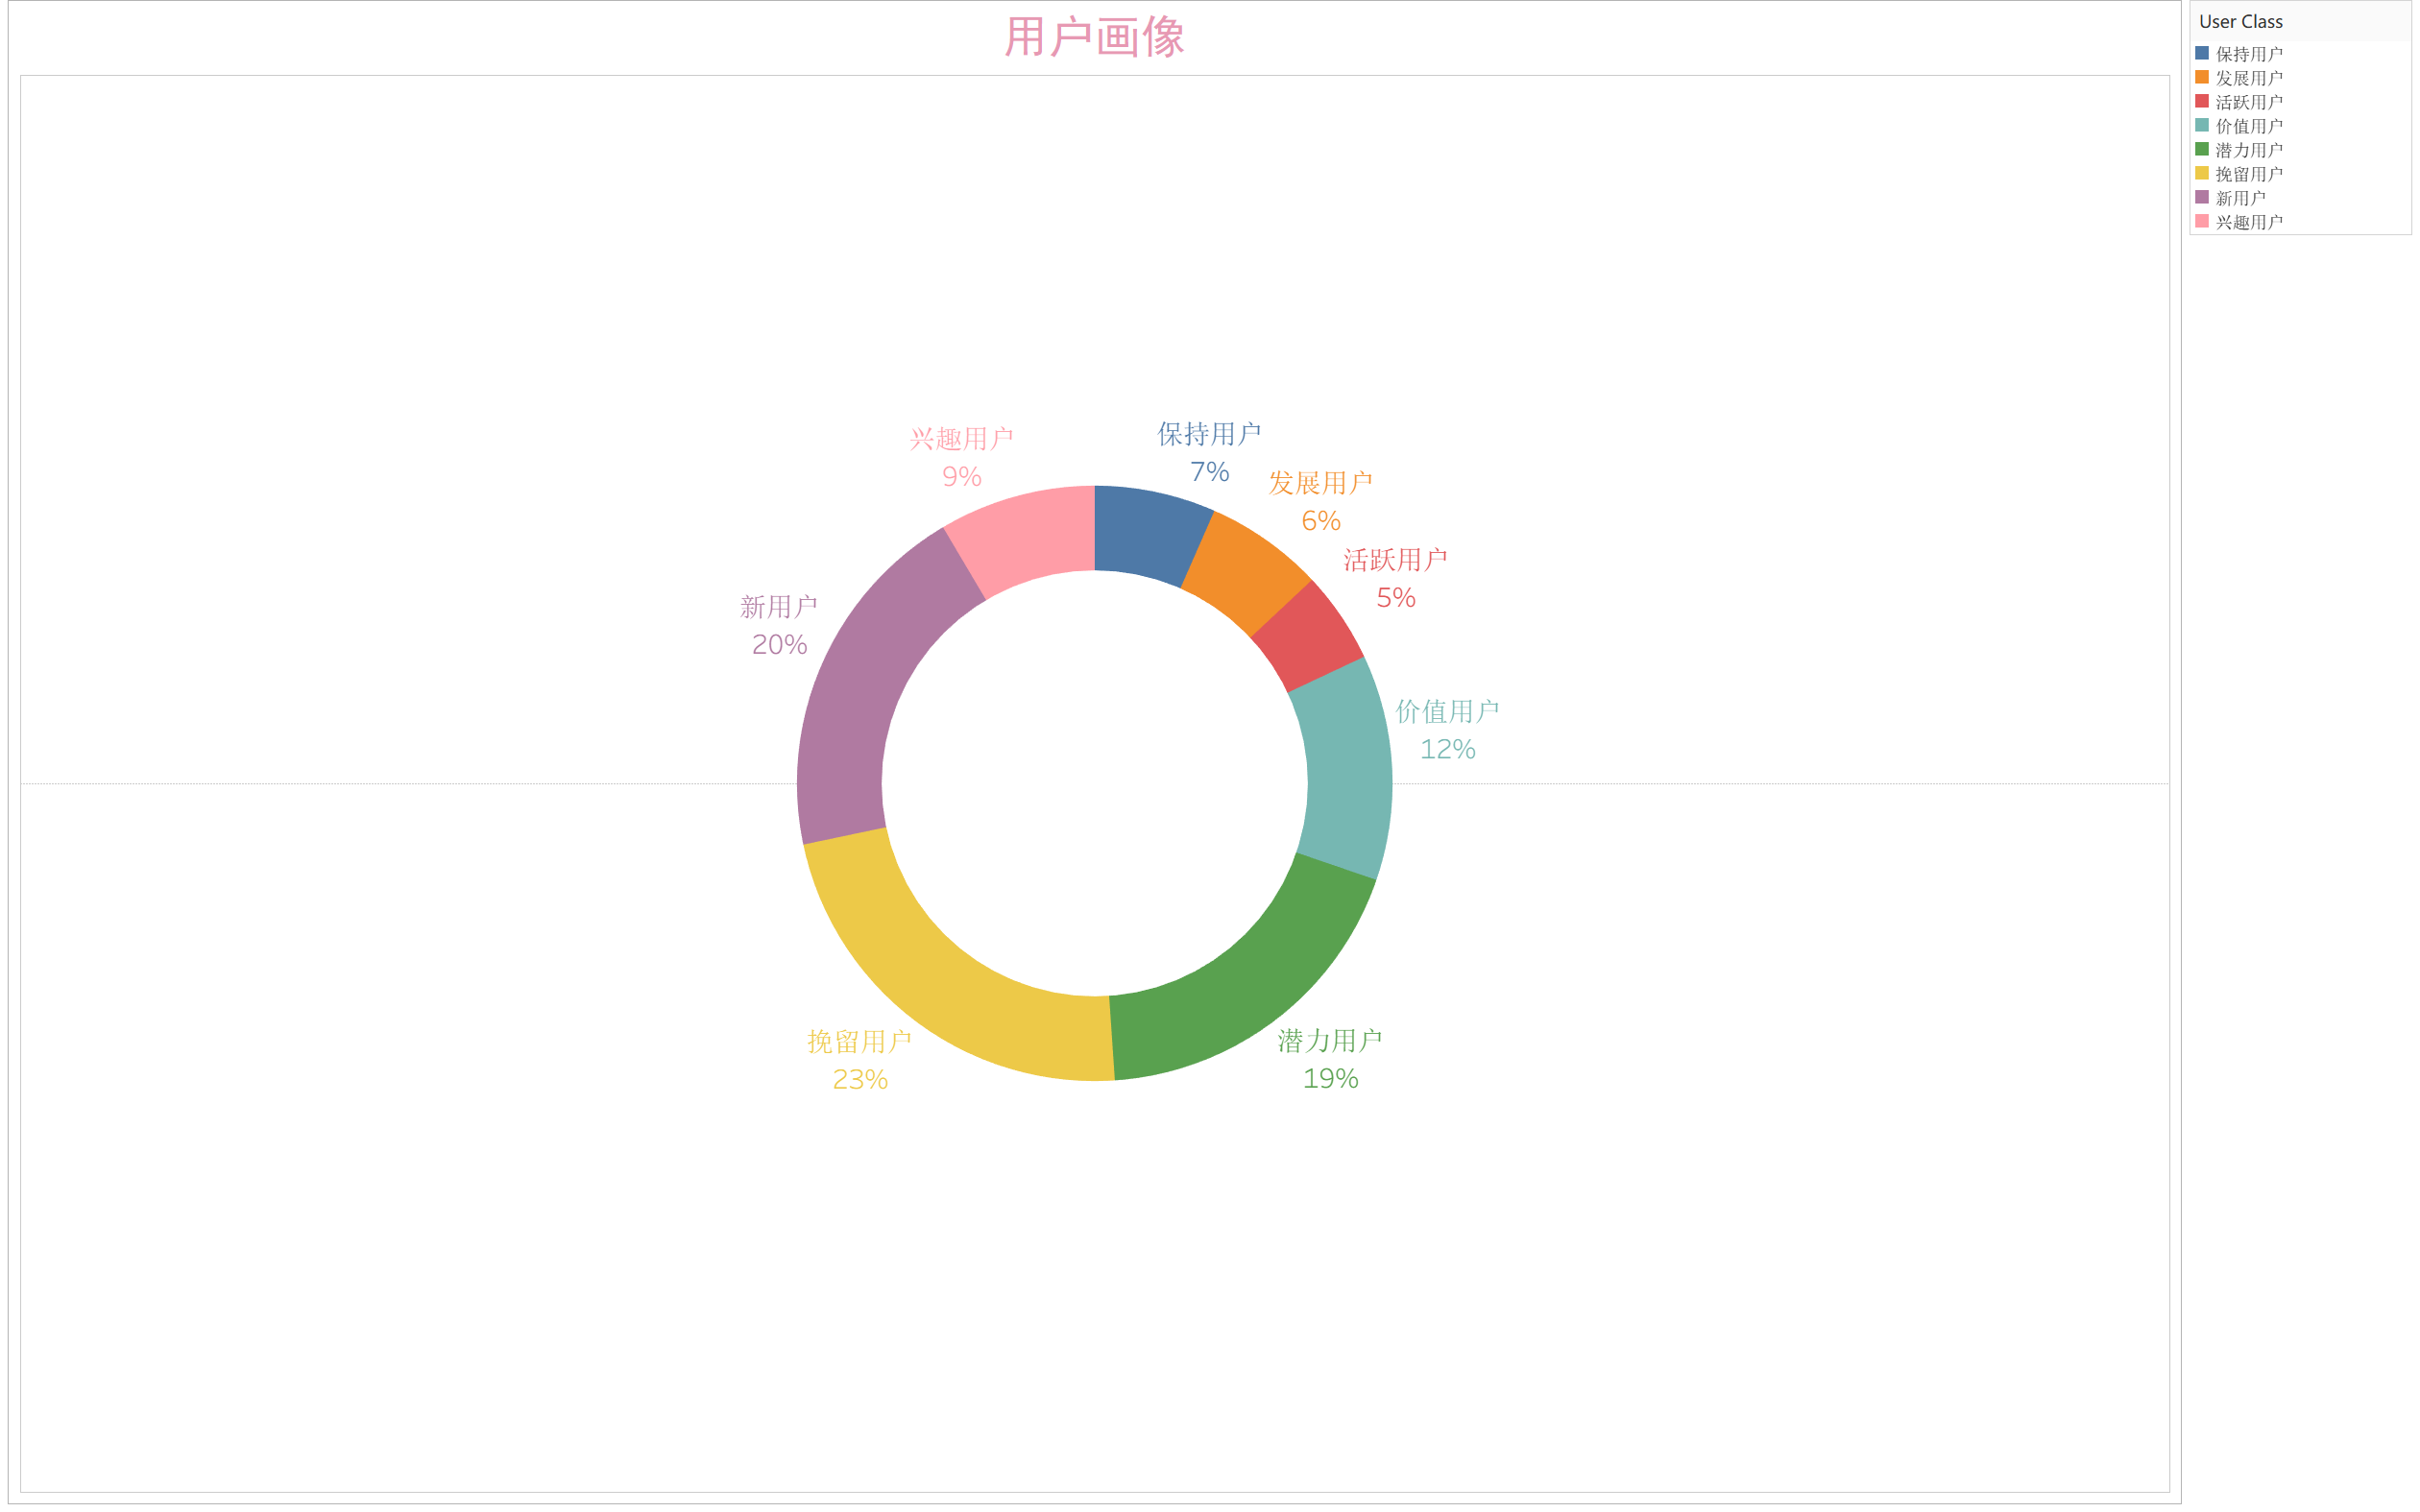 用户画像
User Class
保持用户
发展用户
活跃用户
价值用户
潜力用户
挽留用户
新用户
兴趣用户
保持用户
7%
发展用户
6%
活跃用户
5%
价值用户
12%
潜力用户
19%
挽留用户
23%
新用户
20%
兴趣用户
9%